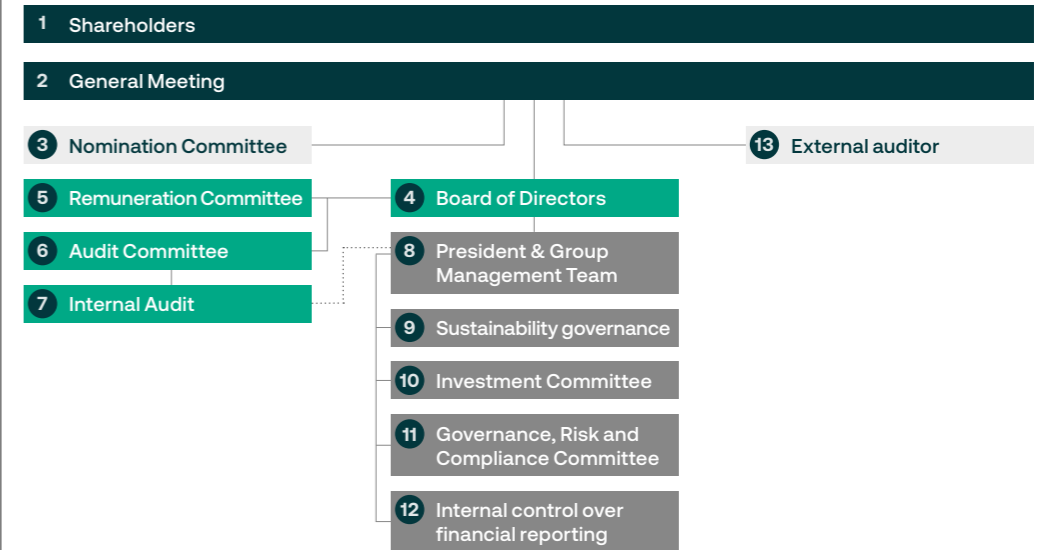 1 Shareholders
2 General Meeting
3 Nomination Committee
13 External auditor
5 Remuneration Committee
4 Board of Directors
6 Audit Committee
8 President & Group
Management Team
7 Internal Audit
9 Sustainability governance
10 Investment Committee
11 Governance, Risk and
Compliance Committee
12 Internal control over
financial reporting